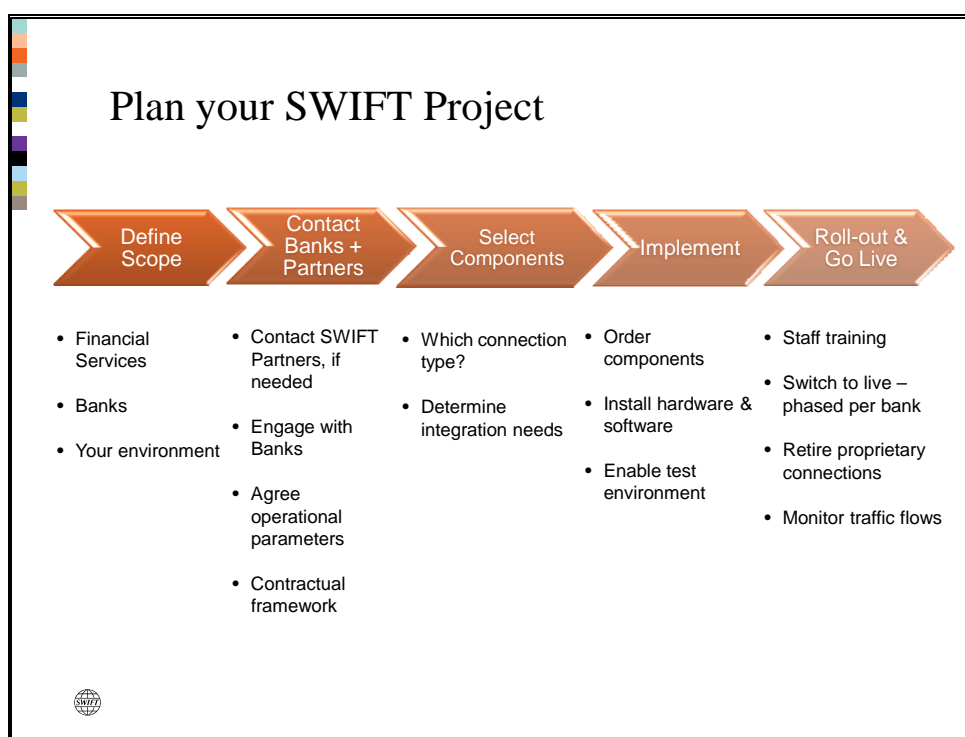 Plan your SWIFT Project
Define
Scope
Contact
Banks +
Partners
Select
Components
Implement
Roll-out &
Go Live
• Financial
Services
• Banks
• Your environment
• Contact SWIFT
Partners, if
needed
• Engage with
Banks
• Agree
operational
parameters
• Contractual
framework
• Which connection
type?
• Determine
integration needs
• Order
components
• Install hardware &
software
• Enable test
environment
• Staff training
• Switch to live –
phased per bank
• Retire proprietary
connections
• Monitor traffic flows
SWIFT